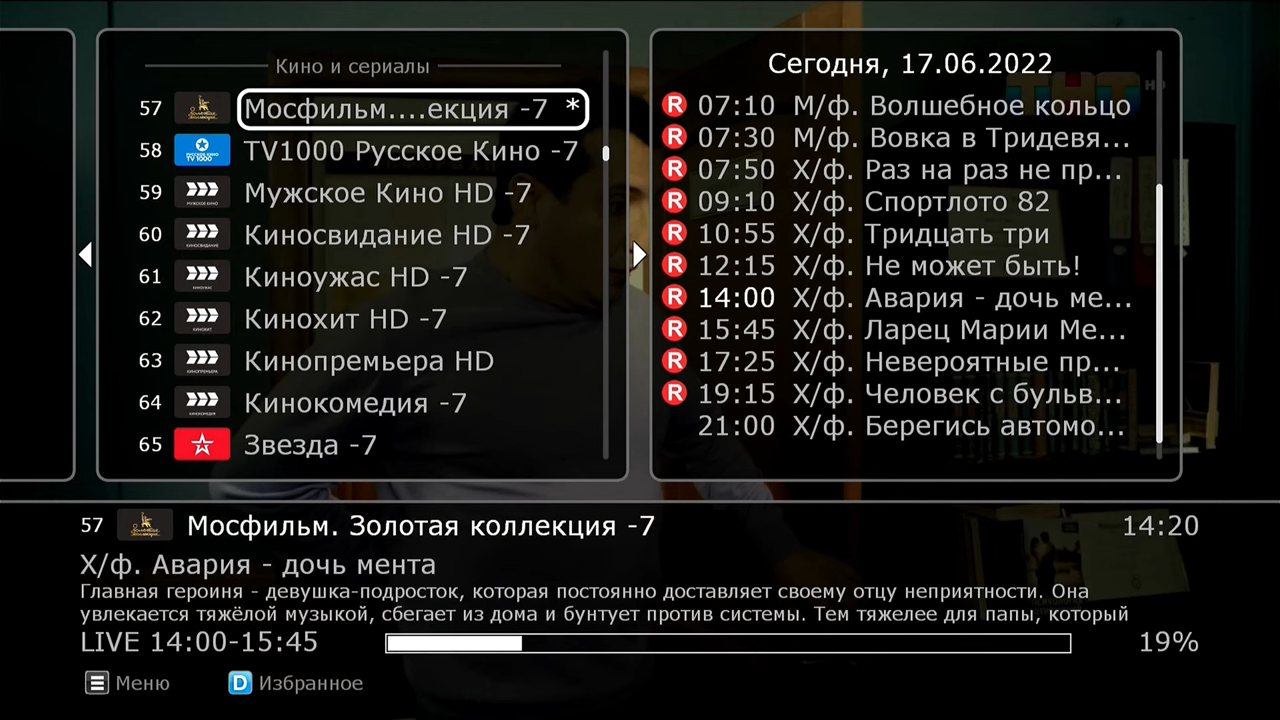 Кино и сериалы
57 Мосфильм....екция -7 *
58 TV1000 Русское Кино -7
59 Мужское Кино HD -7
60 Киносвидание HD -7
61 Киноужас HD -7
62 Кинохит HD -7
63 Кинопремьера HD
64 Кинокомедия -7
65 Звезда -7
Сегодня, 17.06.2022
R 07:10 М/ф. Волшебное кольцо
R 07:30 М/ф. Вовка в Тридевя...
R 07:50 Х/ф. Раз на раз не пр...
R 09:10 Х/ф. Спортлото 82
R 10:55 Х/ф. Тридцать три
R 12:15 Х/ф. Не может быть!
R 14:00 Х/ф. Авария - дочь ме...
R 15:45 Х/ф. Ларец Марии Ме...
R 17:25 Х/ф. Невероятные пр...
R 19:15 Х/ф. Человек с бульв...
21:00 Х/ф. Берегись автомо...
57 Мосфильм. Золотая коллекция -7 14:20
Х/ф. Авария - дочь мента
Главная героиня - девушка-подросток, которая постоянно доставляет своему отцу неприятности. Она
увлекается тяжёлой музыкой, сбегает из дома и бунтует против системы. Тем тяжелее для папы, который
LIVE 14:00-15:45 19%
Меню D Избранное